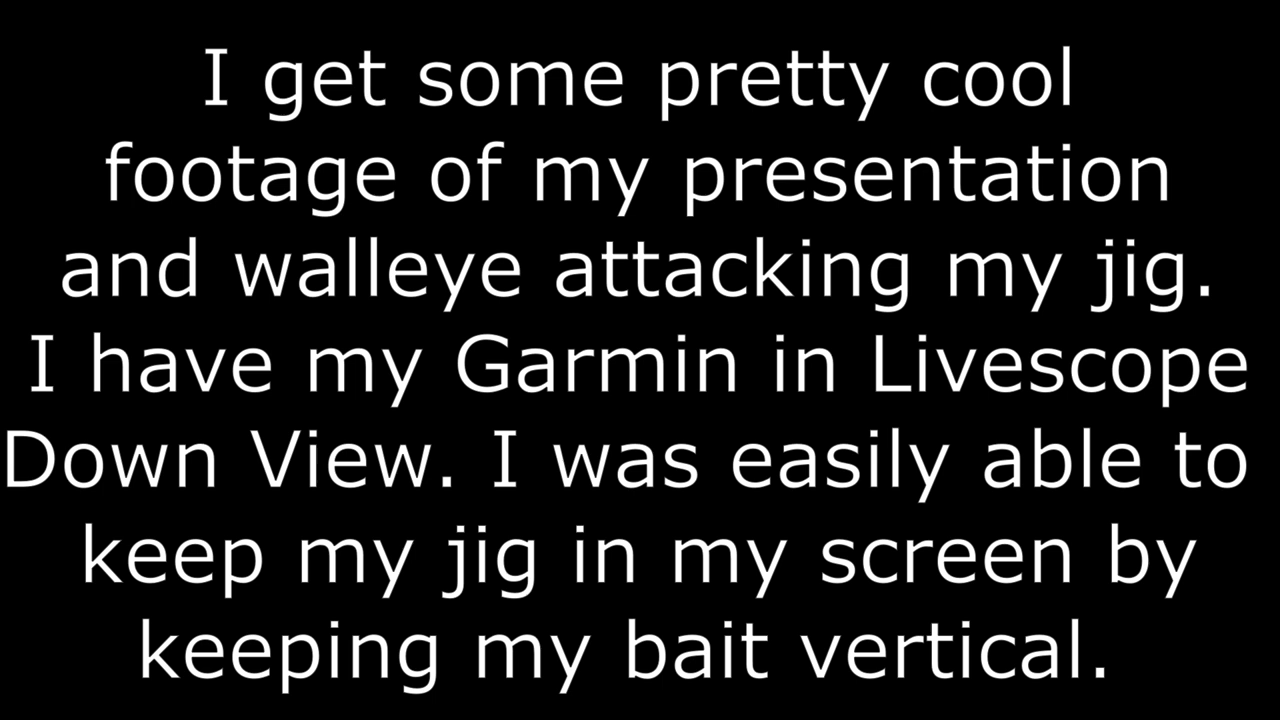 I get some pretty cool
footage of my presentation
and walleye attacking my jig.
I have my Garmin in Livescope
Down View. I was easily able to
keep my jig in my screen by
keeping my bait vertical.